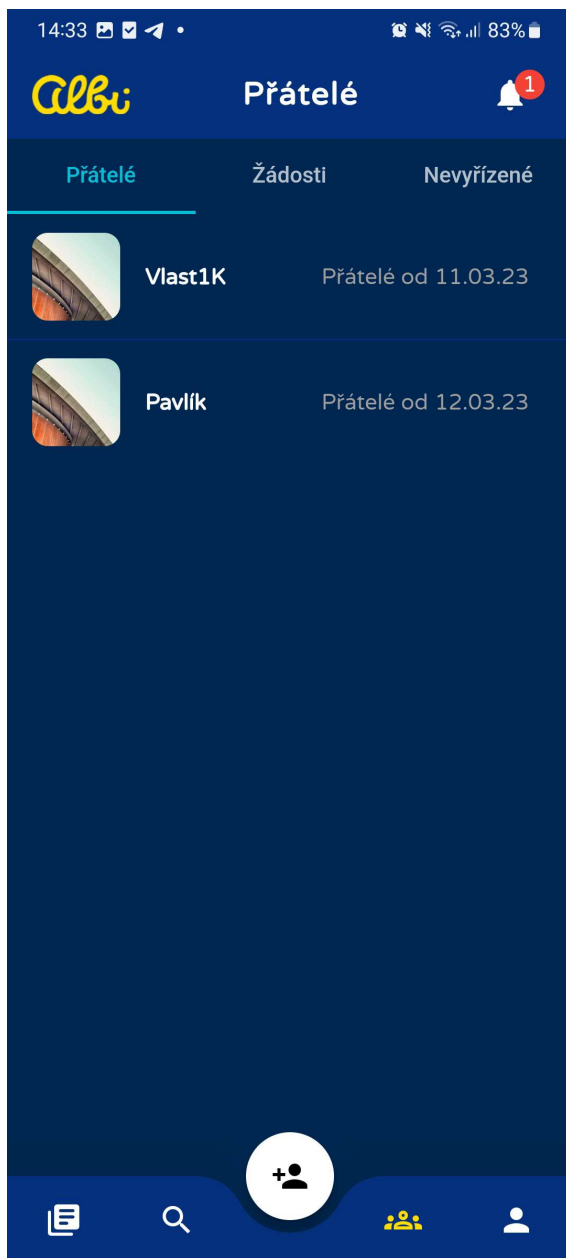 14:33
83%
albi
Přátelé
1
Přátelé Žádosti Nevyřízené
Vlast1K Přátelé od 11.03.23
Pavlík Přátelé od 12.03.23